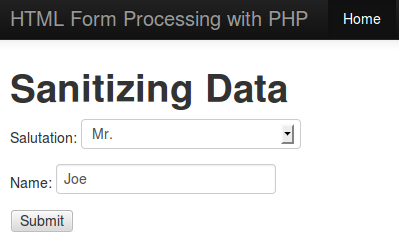 HTML Form Processing with PHP Home
Sanitizing Data
Salutation: Mr.
Name: Joe
Submit